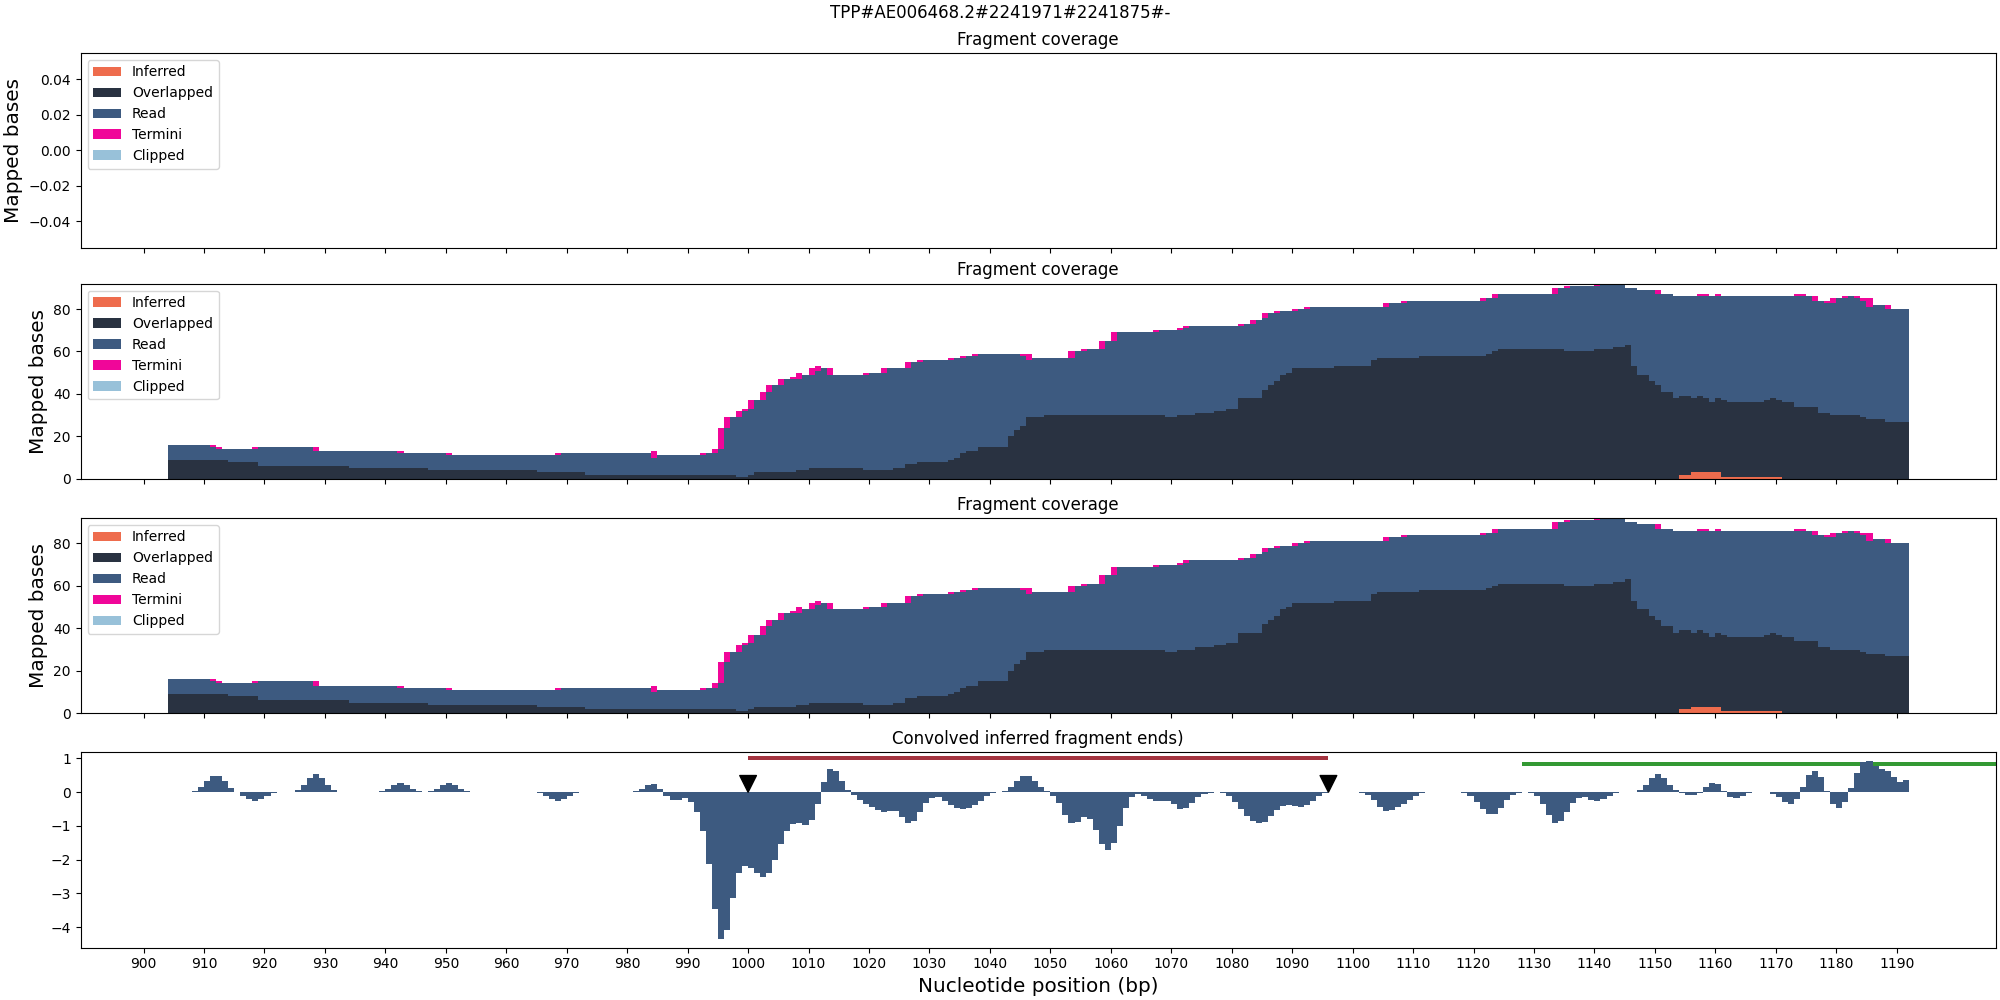 TPP#AE006468.2#2241971#2241875#-
Fragment coverage
Mapped bases
0.04
0.02
0.00
−0.02
−0.04
Inferred
Overlapped
Read
Termini
Clipped
Fragment coverage
Mapped bases
80
60
40
20
0
Inferred
Overlapped
Read
Termini
Clipped
Fragment coverage
Mapped bases
80
60
40
20
0
Inferred
Overlapped
Read
Termini
Clipped
Convolved inferred fragment ends)
1
0
−1
−2
−3
−4
900 910 920 930 940 950 960 970 980 990 1000 1010 1020 1030 1040 1050 1060 1070 1080 1090 1100 1110 1120 1130 1140 1150 1160 1170 1180 1190
Nucleotide position (bp)